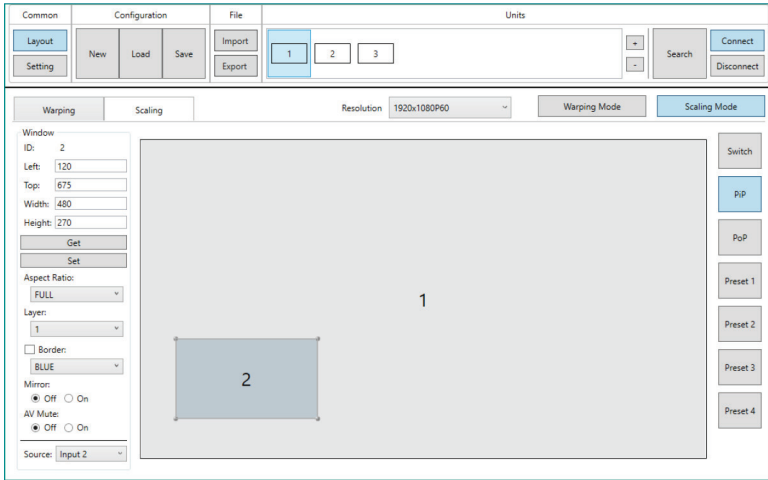 Common Configuration File Units
Layout
Setting
New Load Save
Import
Export
1 2 3
+
-
Search
Connect
Disconnect
Warping Scaling
Resolution 1920x1080P60
Warping Mode Scaling Mode
Window
ID: 2
Left: 120
Top: 675
Width: 480
Height: 270
Get
Set
Aspect Ratio:
FULL
Layer:
1
Border:
BLUE
Mirror:
Off On
AV Mute:
Off On
Source: Input 2
1
2
Switch
PiP
PoP
Preset 1
Preset 2
Preset 3
Preset 4